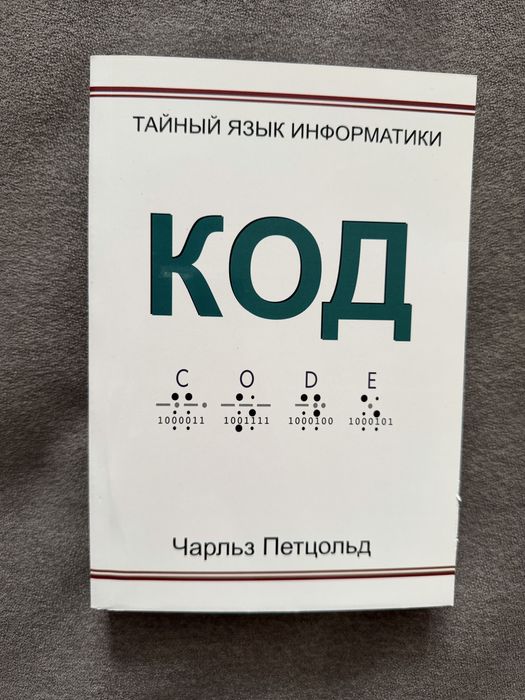 ТАЙНЫЙ ЯЗЫК ИНФОРМАТИКИ
КОД
C O D E
1000011 1001111 1000100 1000101
Чарльз Петцольд